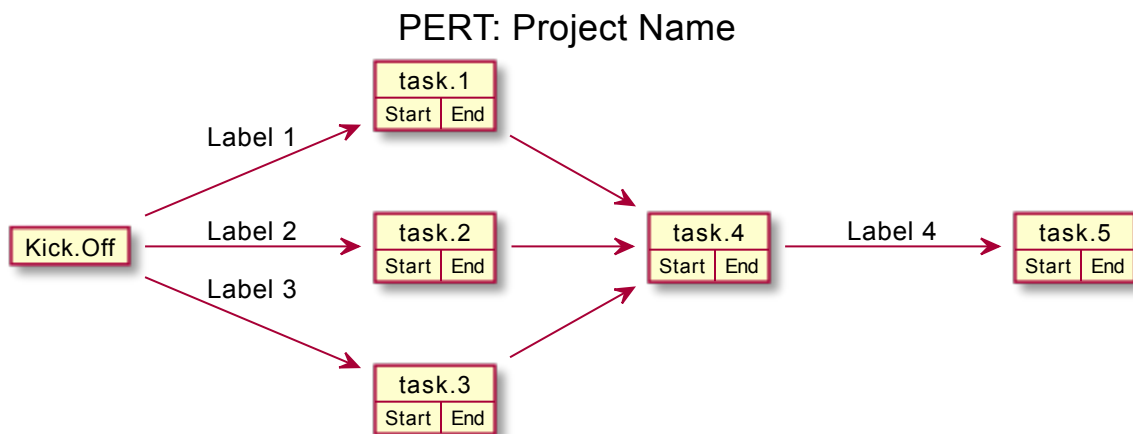 PERT: Project Name
task.1
Start End
Label 1
Kick.Off
Label 2
task.2
Start End
task.4
Start End
Label 4
task.5
Start End
Label 3
task.3
Start End